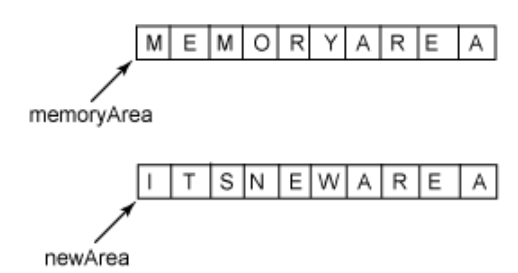 M E M O R Y A R E A
memoryArea
I T S N E W A R E A
newArea